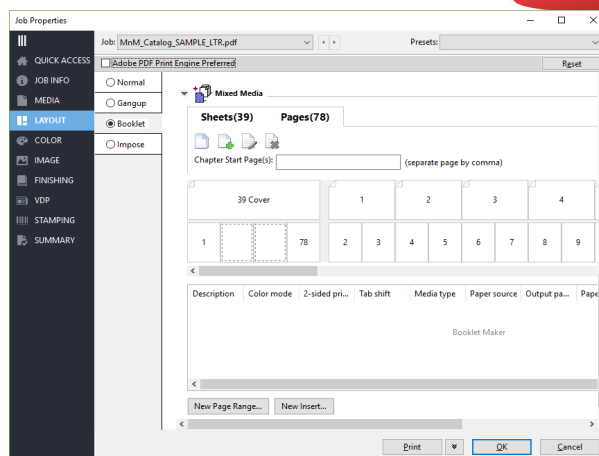 Job Properties
Job: MnM_Catalog_SAMPLE_LTR.pdf
Presets:
QUICK ACCESS
Adobe PDF Print Engine Preferred
Reset
JOB INFO
MEDIA
LAYOUT
COLOR
IMAGE
FINISHING
VDP
STAMPING
SUMMARY
Normal
Gangup
Booklet
Impose
Mixed Media
Sheets(39) Pages(78)
Chapter Start Page(s): (separate page by comma)
39 Cover 1 2 3 4
1 78 2 3 4 5 6 7 8 9
Description Color mode 2-sided pri... Tab shift Media type Paper source Output pa... Pape
Booklet Maker
New Page Range... New Insert...
Print OK Cancel